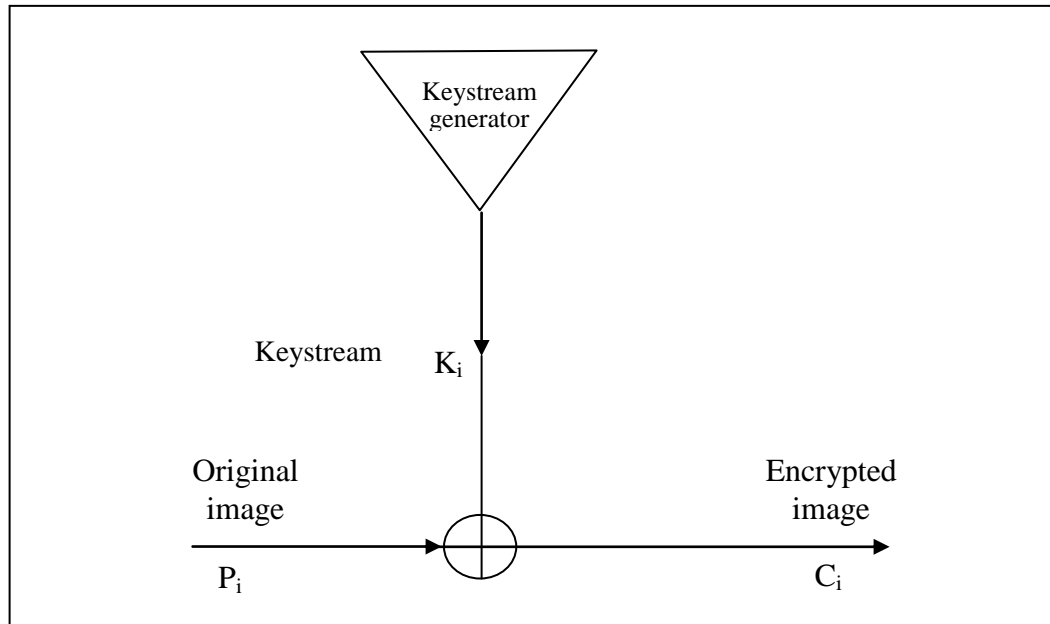 Keystream
generator
Keystream
Kᵢ
Original
image
Encrypted
image
Pᵢ
Cᵢ